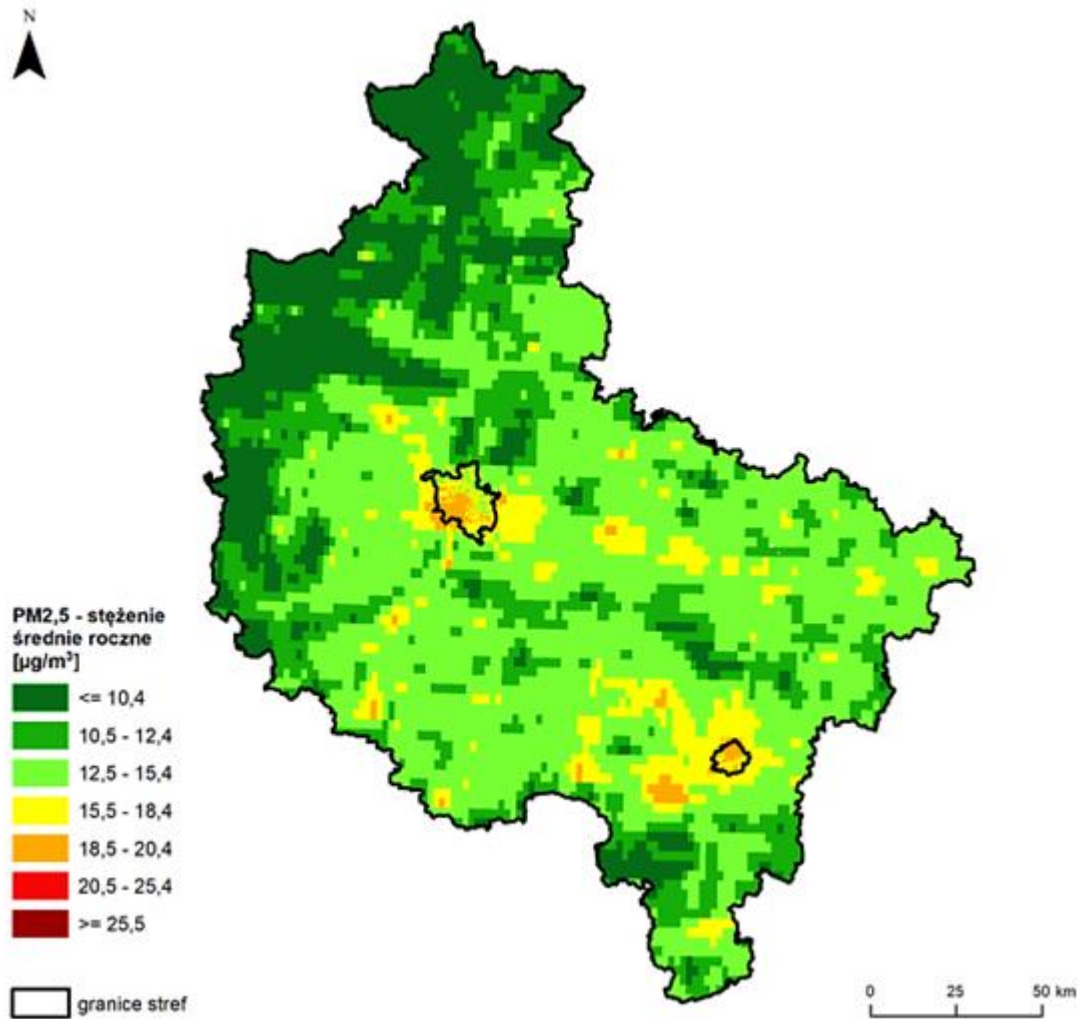 N
PM2,5 - stężenie
średnie roczne
[µg/m³]
<= 10,4
10,5 - 12,4
12,5 - 15,4
15,5 - 18,4
18,5 - 20,4
20,5 - 25,4
>= 25,5
granice stref
0 25 50 km